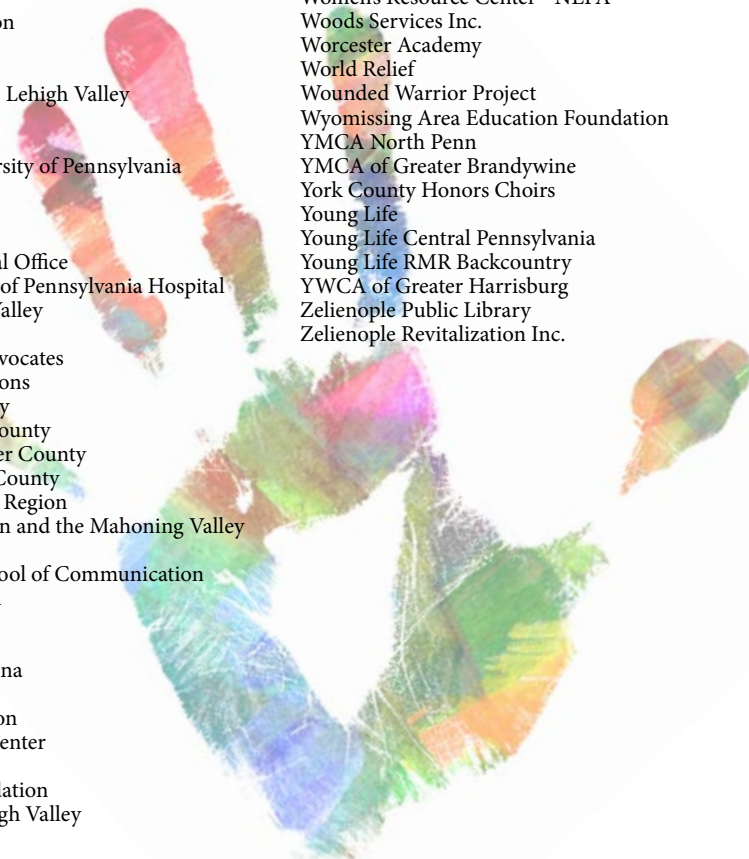 on
Lehigh Valley
rsity of Pennsylvania
al Office
of Pennsylvania Hospital
Valley
vocates
ons
y
ounty
er County
County
Region
n and the Mahoning Valley
ool of Communication
na
on
enter
lation
gh Valley
Women's Resource Center - NEPA
Woods Services Inc.
Worcester Academy
World Relief
Wounded Warrior Project
Wyomissing Area Education Foundation
YMCA North Penn
YMCA of Greater Brandywine
York County Honors Choirs
Young Life
Young Life Central Pennsylvania
Young Life RMR Backcountry
YWCA of Greater Harrisburg
Zelienople Public Library
Zelienople Revitalization Inc.